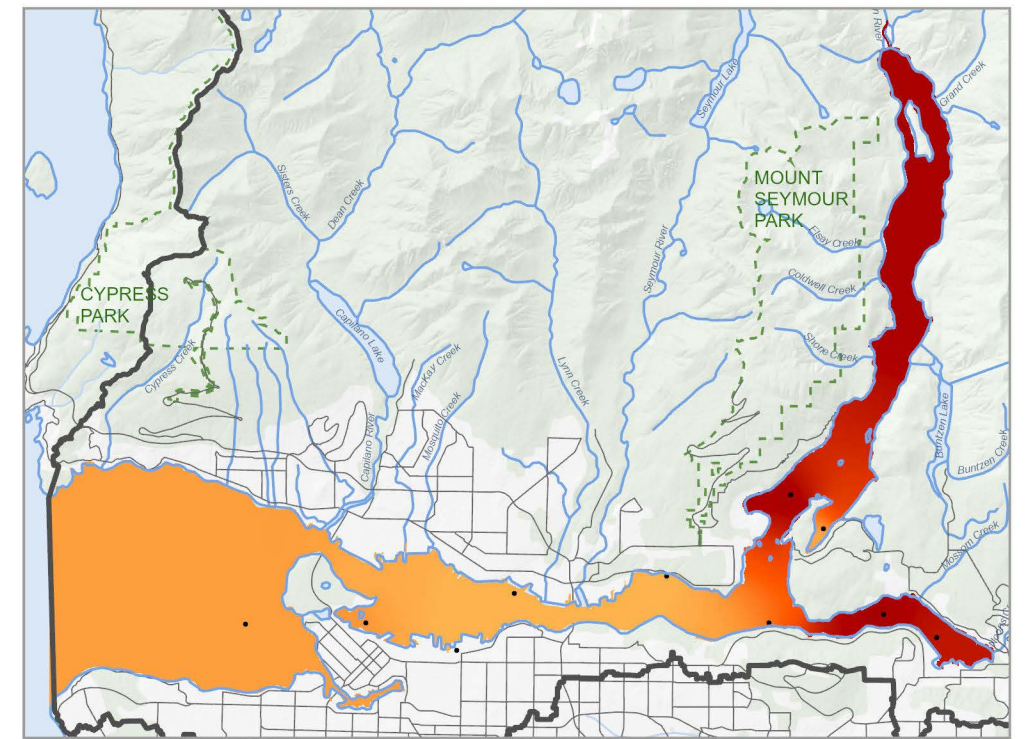 River
Grand Creek
Seymour Lake
MOUNT
SEYMOUR
PARK
Sisters Creek
Dean Creek
Elsay Creek
Seymour River
Coldwell Creek
CYPRESS
PARK
Capilano Lake
Shone Creek
Cypress Creek
MacKay Creek
Lynn Creek
Mosquito Creek
Capilano River
Buntzen Lake
Buntzen Creek
Mossom Creek